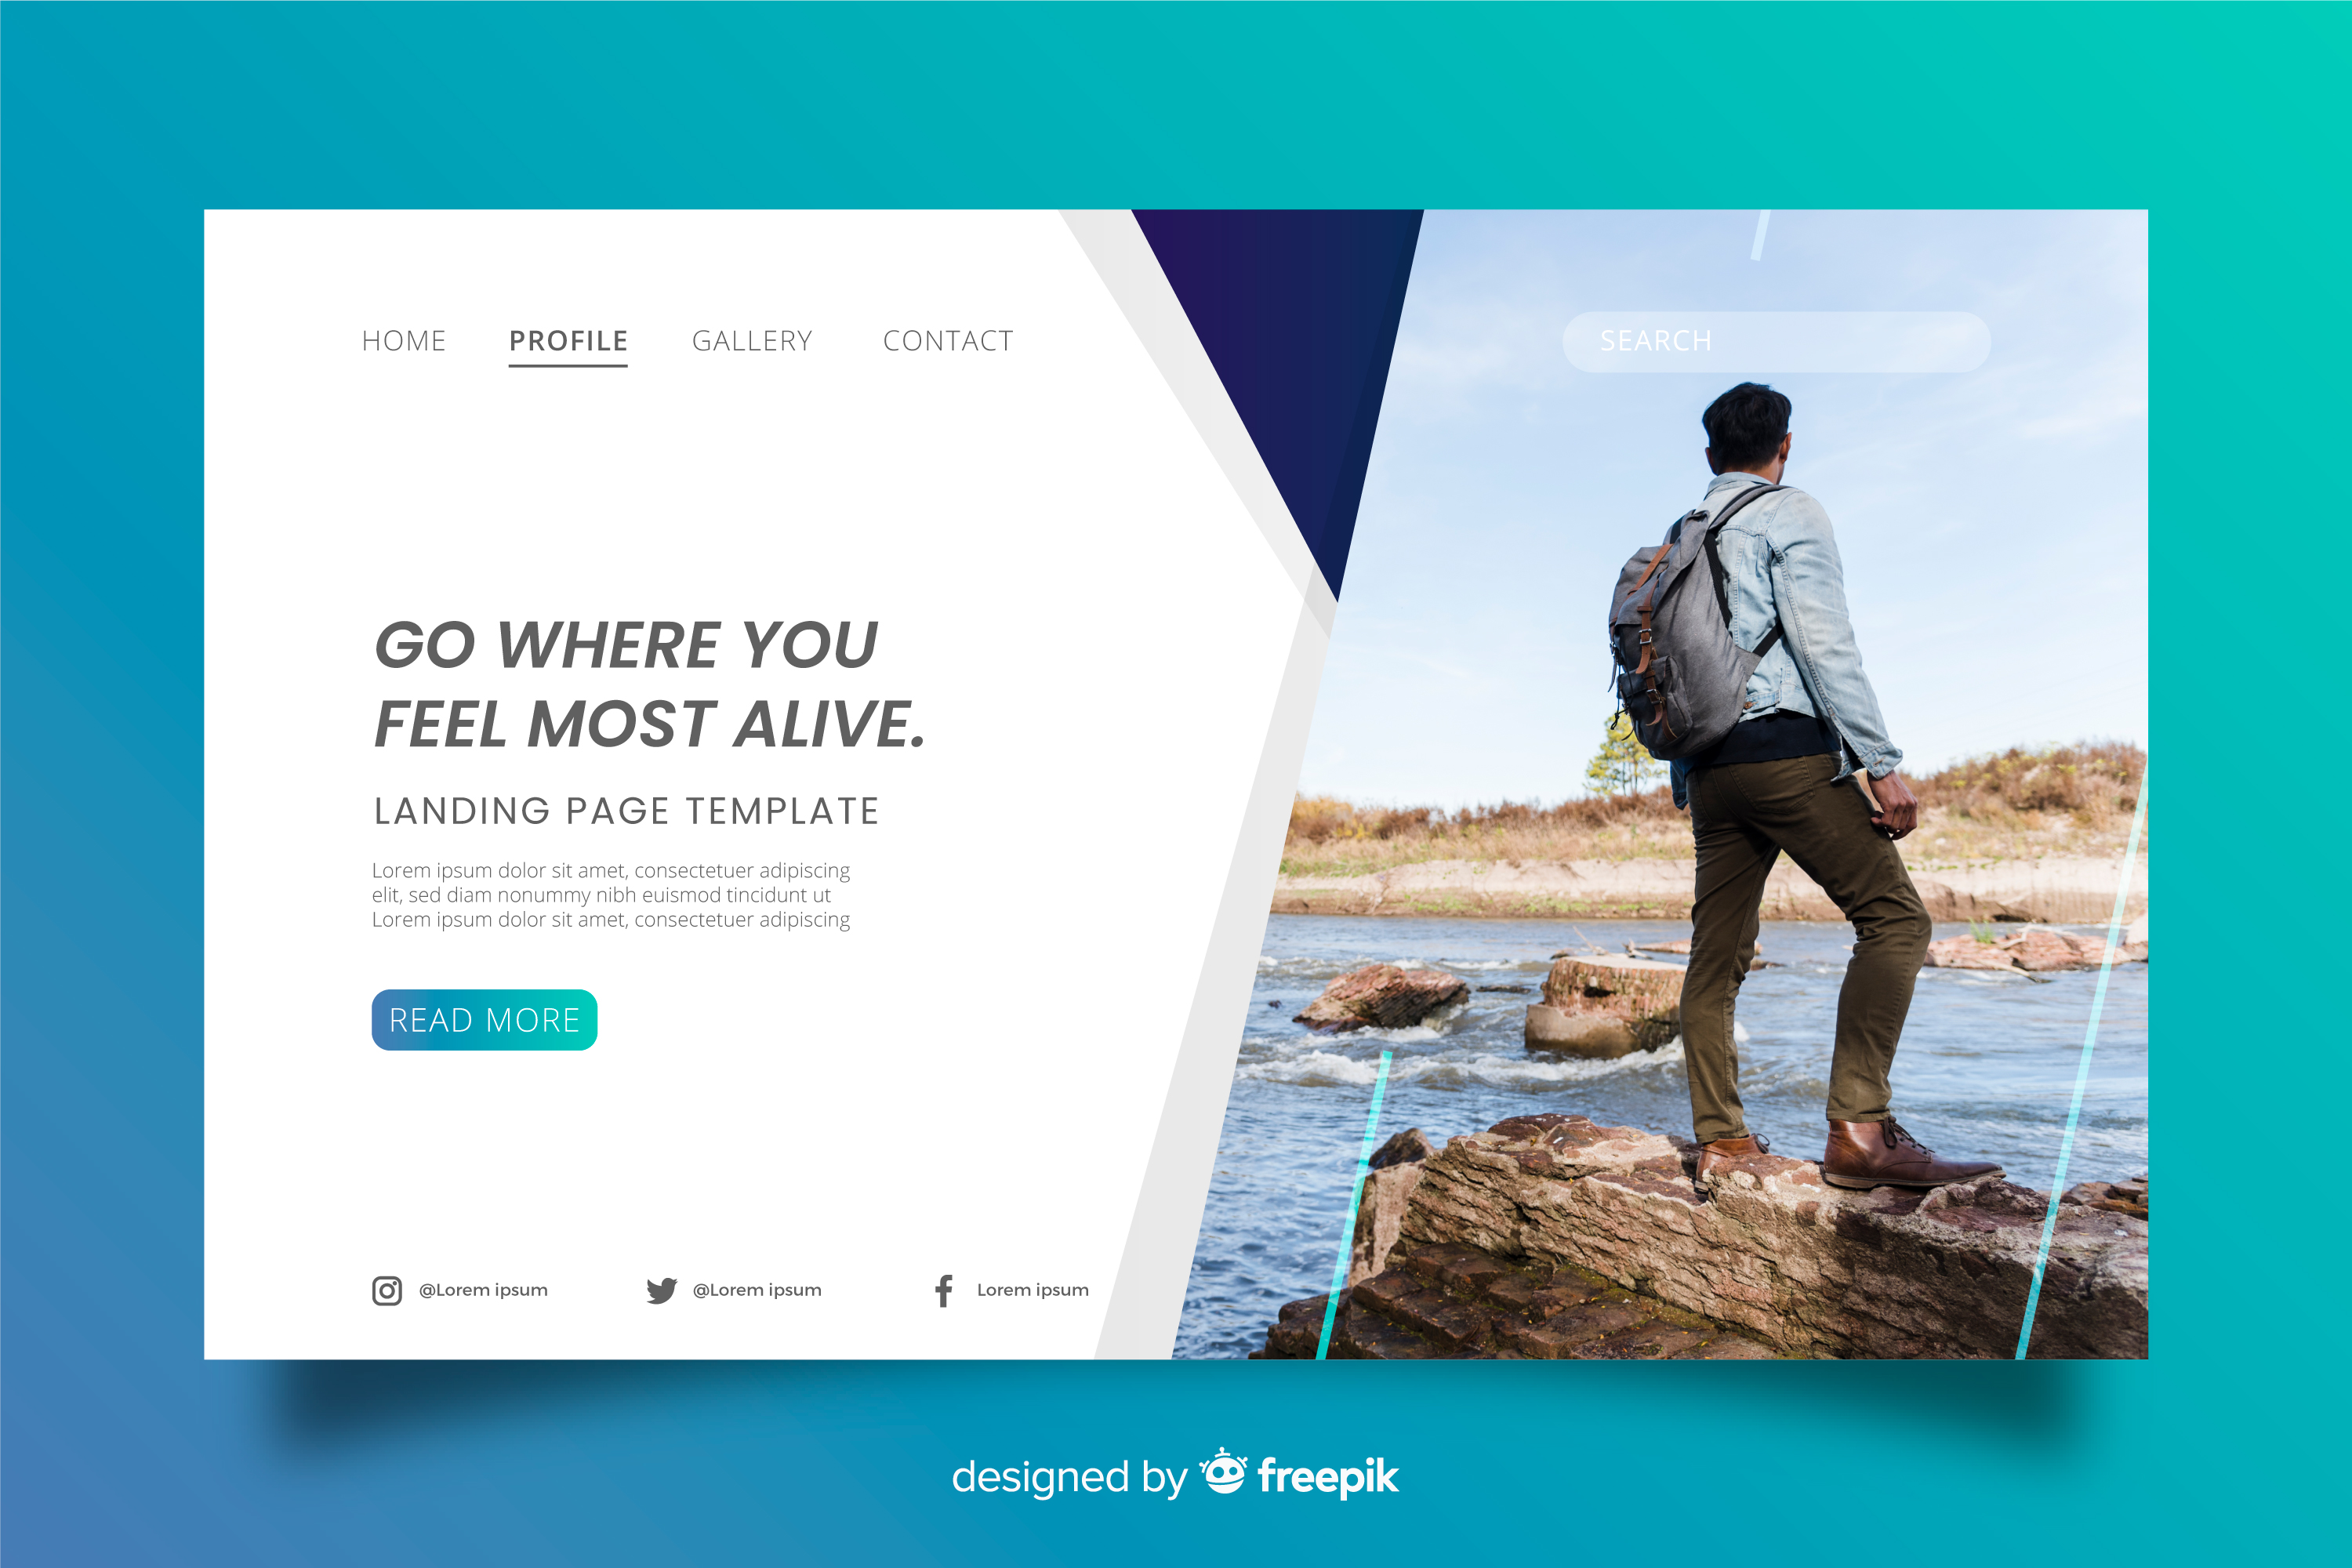 HOME PROFILE GALLERY CONTACT SEARCH
GO WHERE YOU
FEEL MOST ALIVE.
LANDING PAGE TEMPLATE
Lorem ipsum dolor sit amet, consectetuer adipiscing
elit, sed diam nonummy nibh euismod tincidunt ut
Lorem ipsum dolor sit amet, consectetuer adipiscing
READ MORE
@Lorem ipsum @Lorem ipsum Lorem ipsum
designed by freepik